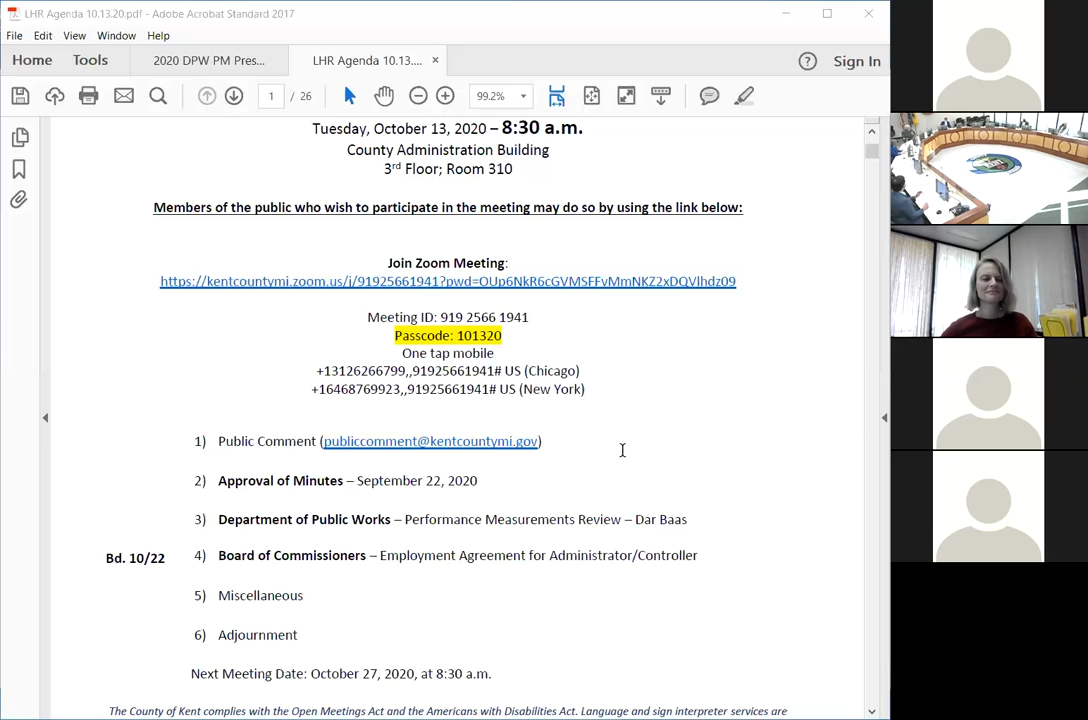 LHR Agenda 10.13.20.pdf - Adobe Acrobat Standard 2017
File Edit View Window Help
Home Tools 2020 DPW PM Pres... LHR Agenda 10.13.... × Sign In
1 / 26 99.2%
Tuesday, October 13, 2020 – 8:30 a.m.
County Administration Building
3rd Floor; Room 310
Members of the public who wish to participate in the meeting may do so by using the link below:
Join Zoom Meeting:
https://kentcountymi.zoom.us/j/91925661941?pwd=OUp6NkR6cGVMSFFvMmNKZ2xDQVlhdz09
Meeting ID: 919 2566 1941
Passcode: 101320
One tap mobile
+13126266799,,91925661941# US (Chicago)
+16468769923,,91925661941# US (New York)
1) Public Comment (publiccomment@kentcountymi.gov)
2) Approval of Minutes – September 22, 2020
3) Department of Public Works – Performance Measurements Review – Dar Baas
Bd. 10/22 4) Board of Commissioners – Employment Agreement for Administrator/Controller
5) Miscellaneous
6) Adjournment
Next Meeting Date: October 27, 2020, at 8:30 a.m.
The County of Kent complies with the Open Meetings Act and the Americans with Disabilities Act. Language and sign interpreter services are